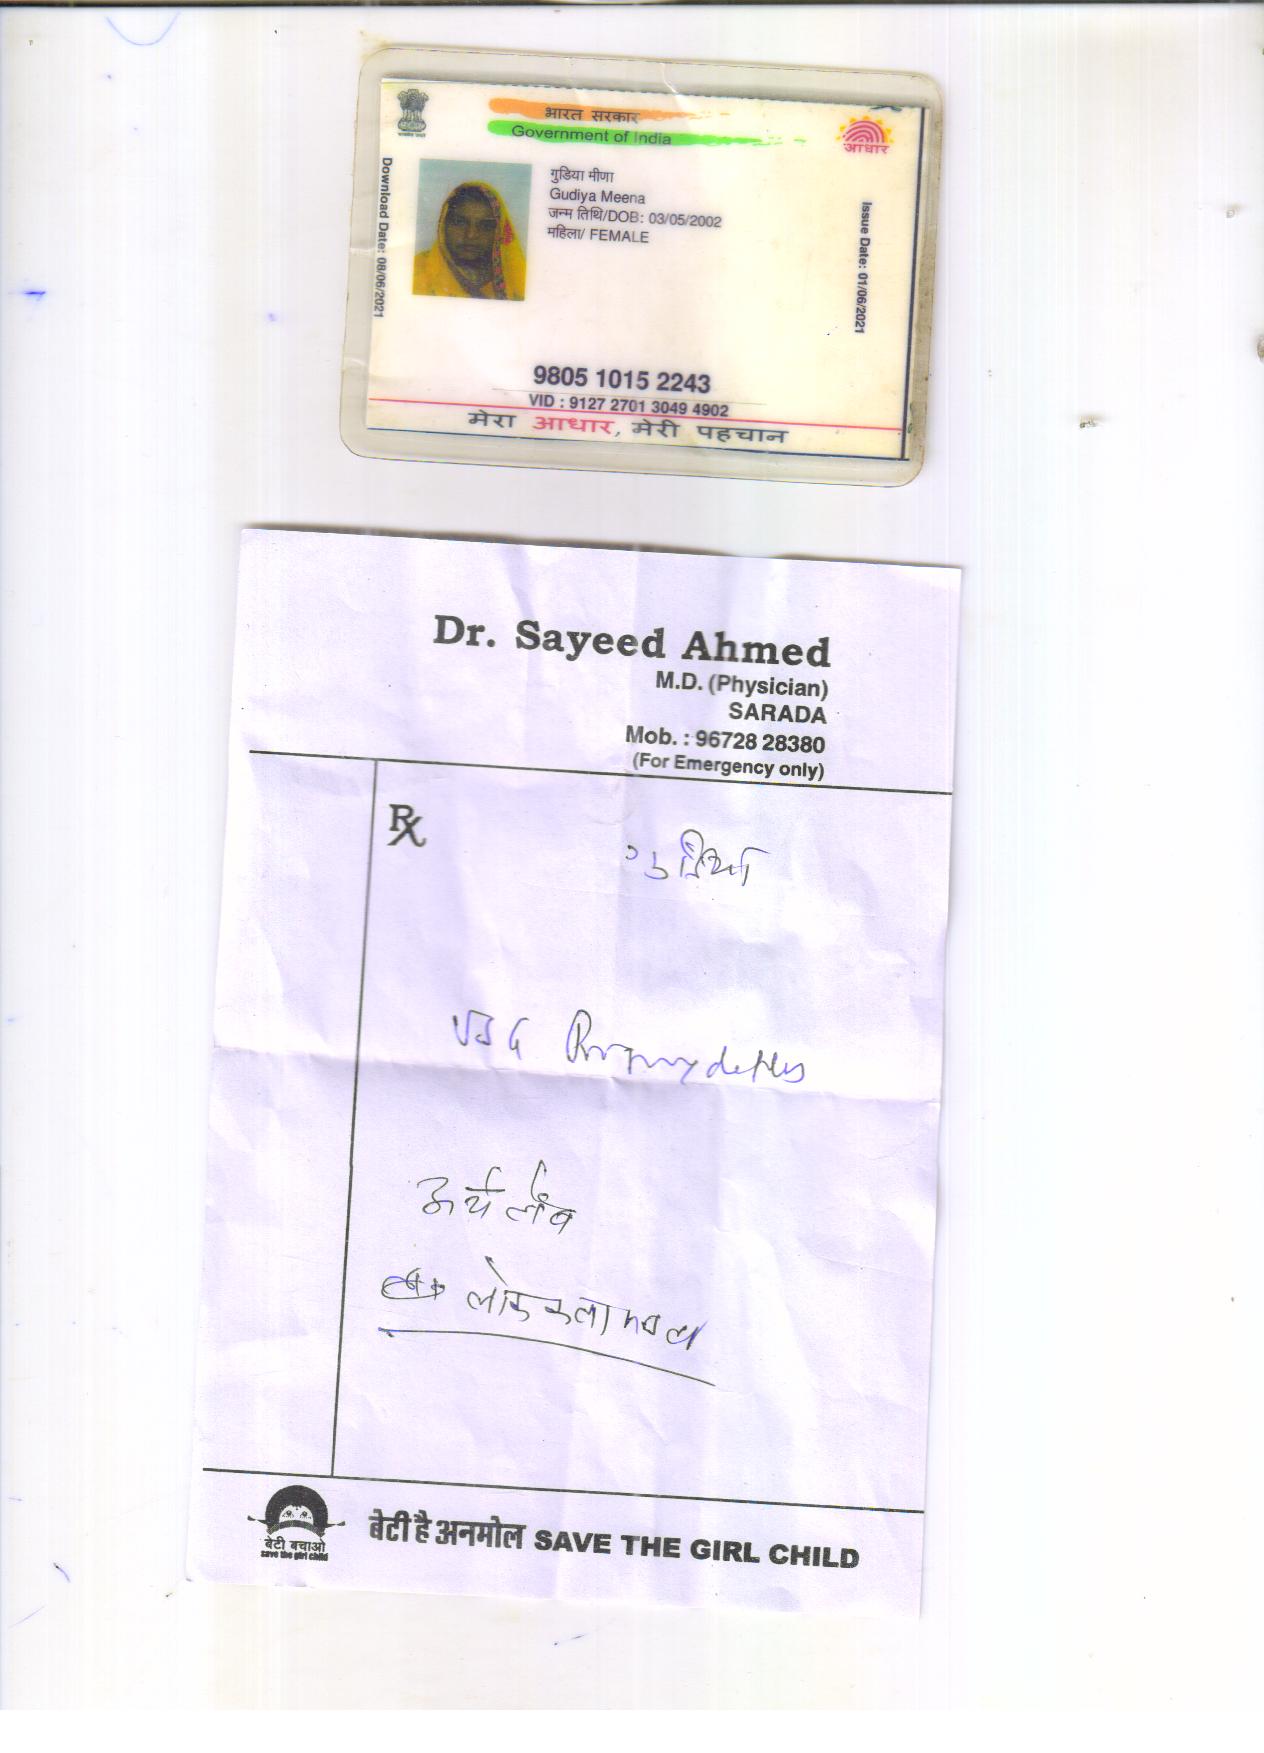 भारत सरकार
Government of India
आधार
Download Date: 08/06/2021
गुडिया मीणा
Gudiya Meena
जन्म तिथि/DOB: 03/05/2002
महिला/ FEMALE
Issue Date: 01/06/2021
9805 1015 2243
VID : 9127 2701 3049 4902
मेरा आधार, मेरी पहचान
Dr. Sayeed Ahmed
M.D. (Physician)
SARADA
Mob. : 96728 28380
(For Emergency only)
Rx
गुडिया
USG
अर्थ लैब
लोक कला मंडल
बेटी बचाओ
save the girl child
बेटी है अनमोल SAVE THE GIRL CHILD